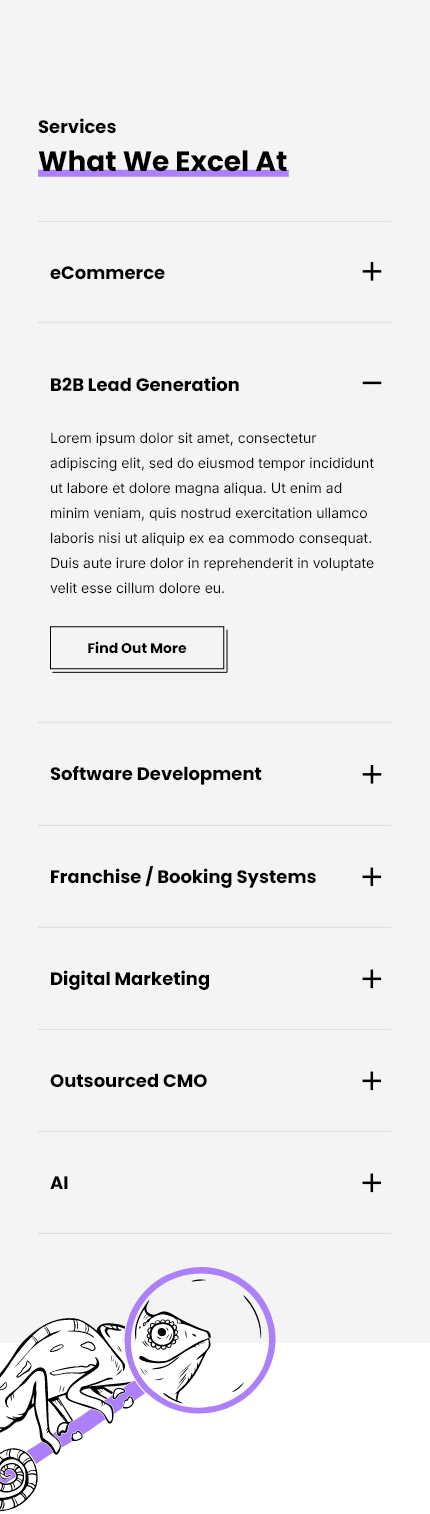 Services
What We Excel At
eCommerce
B2B Lead Generation
Lorem ipsum dolor sit amet, consectetur
adipiscing elit, sed do eiusmod tempor incididunt
ut labore et dolore magna aliqua. Ut enim ad
minim veniam, quis nostrud exercitation ullamco
laboris nisi ut aliquip ex ea commodo consequat.
Duis aute irure dolor in reprehenderit in voluptate
velit esse cillum dolore eu.
Find Out More
Software Development
Franchise / Booking Systems
Digital Marketing
Outsourced CMO
AI